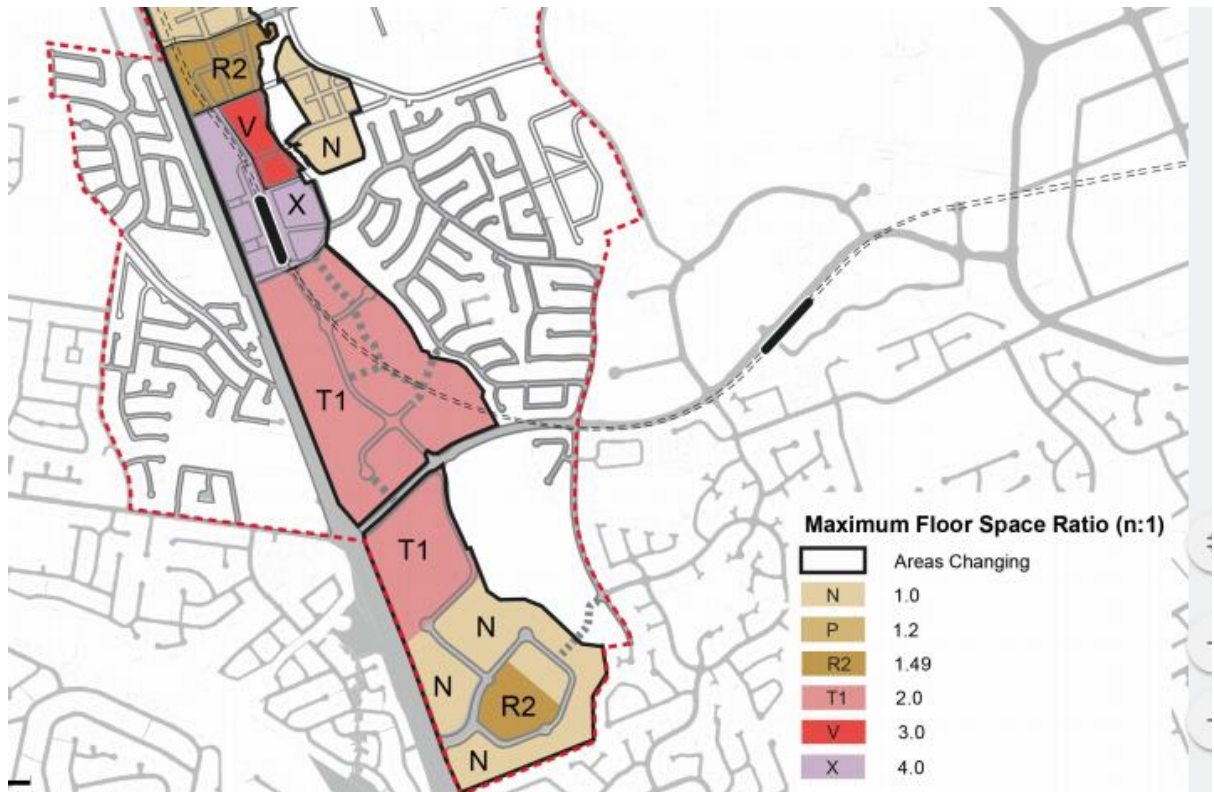 R2
V
N
X
T1
T1
N
N
R2
N
Maximum Floor Space Ratio (n:1)
Areas Changing
N 1.0
P 1.2
R2 1.49
T1 2.0
V 3.0
X 4.0